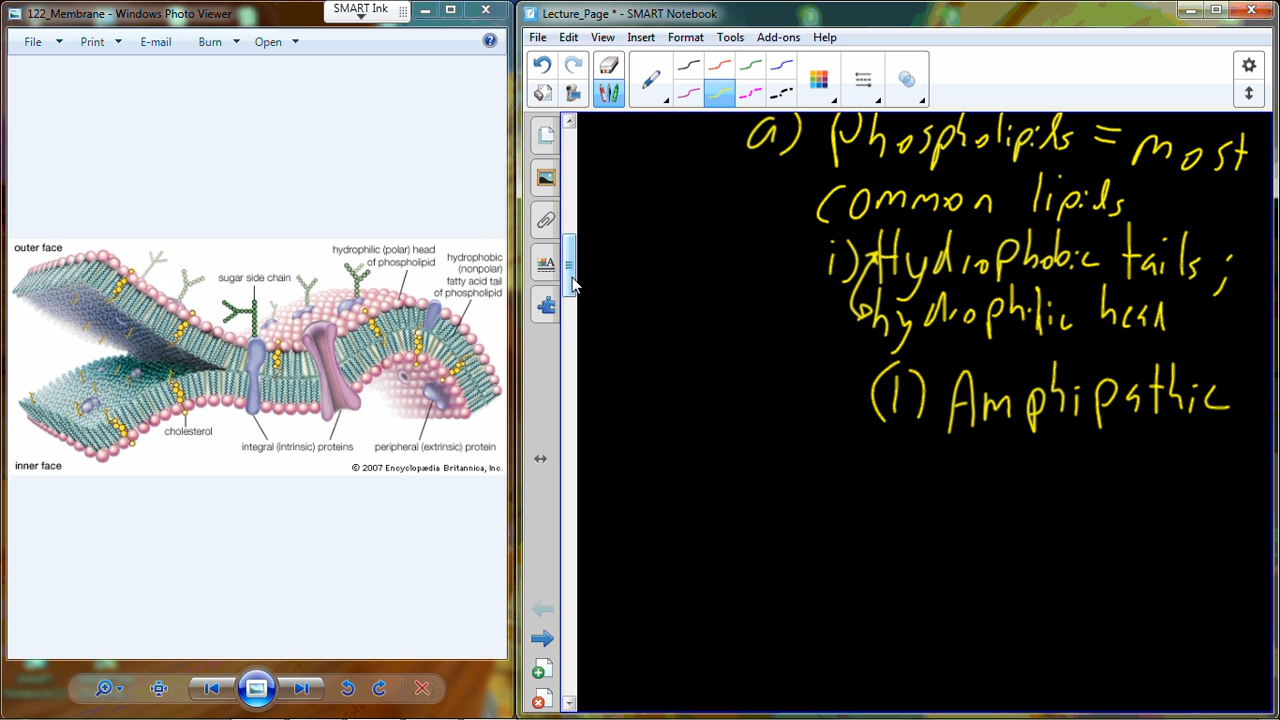 122_Membrane - Windows Photo Viewer
SMART Ink
File Print E-mail Burn Open
outer face
sugar side chain
hydrophilic (polar) head
of phospholipid
hydrophobic
(nonpolar)
fatty acid tail
of phospholipid
cholesterol
integral (intrinsic) proteins
peripheral (extrinsic) protein
inner face
© 2007 Encyclopædia Britannica, Inc.
Lecture_Page * - SMART Notebook
File Edit View Insert Format Tools Add-ons Help
a) Phospholipids = most
common lipids
i) Hydrophobic tails ;
hydrophilic head
(1) Amphipathic